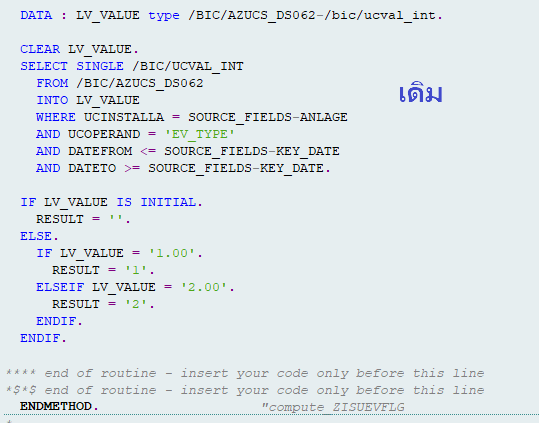 DATA : LV_VALUE type /BIC/AZUCS_DS062-/bic/ucval_int.
CLEAR LV_VALUE.
SELECT SINGLE /BIC/UCVAL_INT
FROM /BIC/AZUCS_DS062
INTO LV_VALUE
WHERE UCINSTALLA = SOURCE_FIELDS-ANLAGE
AND UCOPERAND = 'EV_TYPE'
AND DATEFROM <= SOURCE_FIELDS-KEY_DATE
AND DATETO >= SOURCE_FIELDS-KEY_DATE.
เดิม
IF LV_VALUE IS INITIAL.
RESULT = ''.
ELSE.
IF LV_VALUE = '1.00'.
RESULT = '1'.
ELSEIF LV_VALUE = '2.00'.
RESULT = '2'.
ENDIF.
ENDIF.
**** end of routine - insert your code only before this line
*$*$ end of routine - insert your code only before this line
ENDMETHOD. "compute_ZISUEVFLG
*